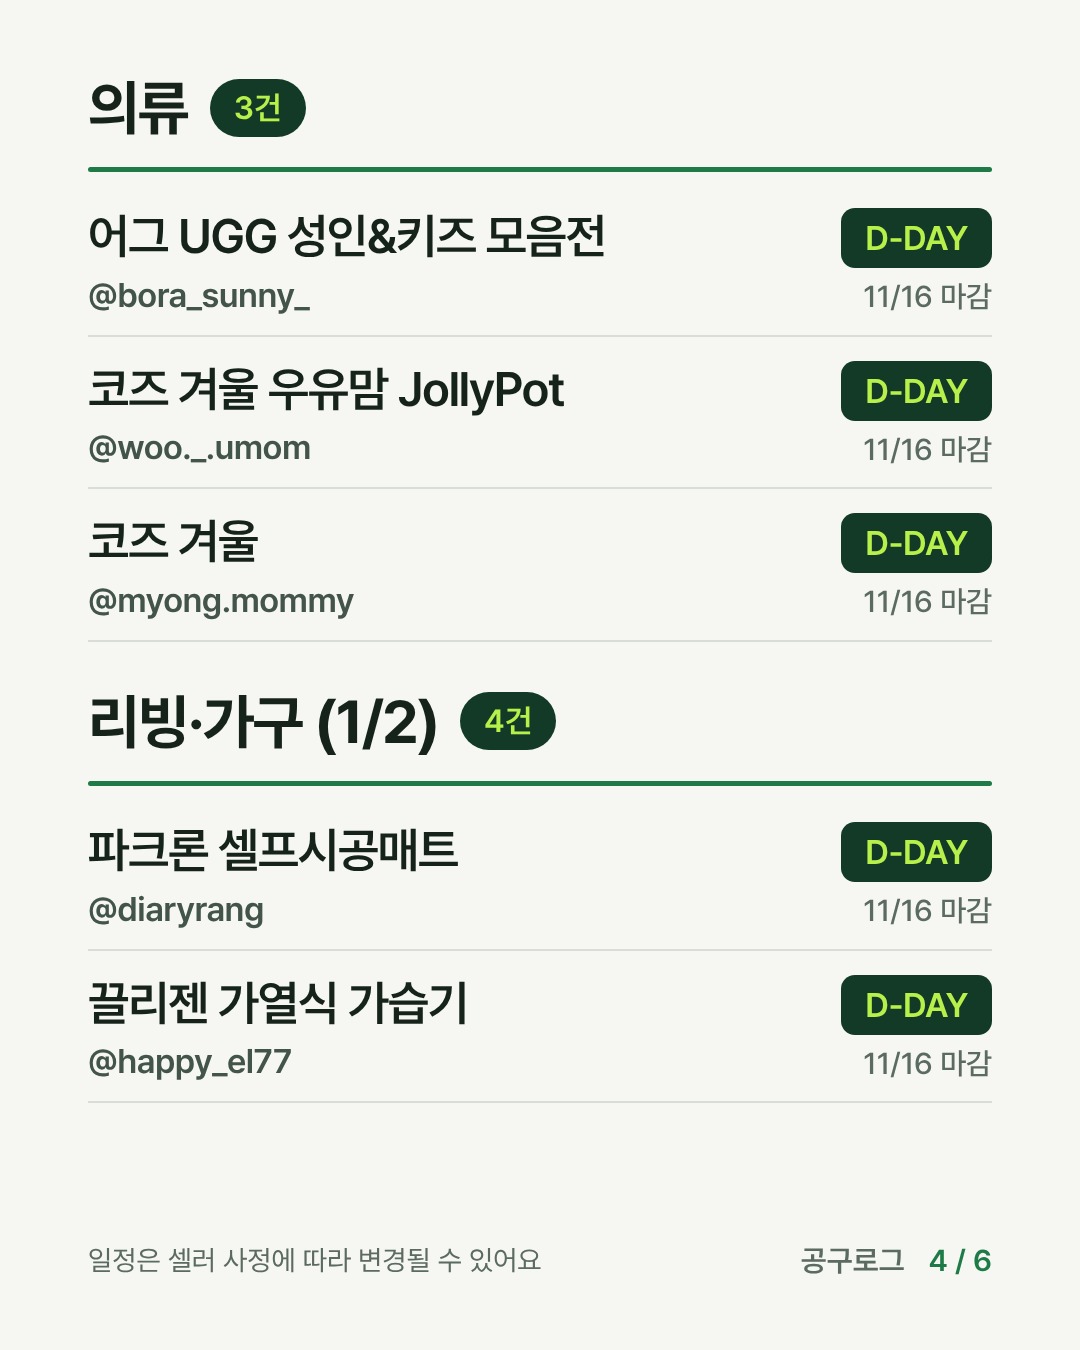 의류 3건
어그 UGG 성인&키즈 모음전 D-DAY
@bora_sunny_ 11/16 마감
코즈 겨울 우유맘 JollyPot D-DAY
@woo._.umom 11/16 마감
코즈 겨울 D-DAY
@myong.mommy 11/16 마감
리빙·가구 (1/2) 4건
파크론 셀프시공매트 D-DAY
@diaryrang 11/16 마감
끌리젠 가열식 가습기 D-DAY
@happy_el77 11/16 마감
일정은 셀러 사정에 따라 변경될 수 있어요 공구로그 4 / 6